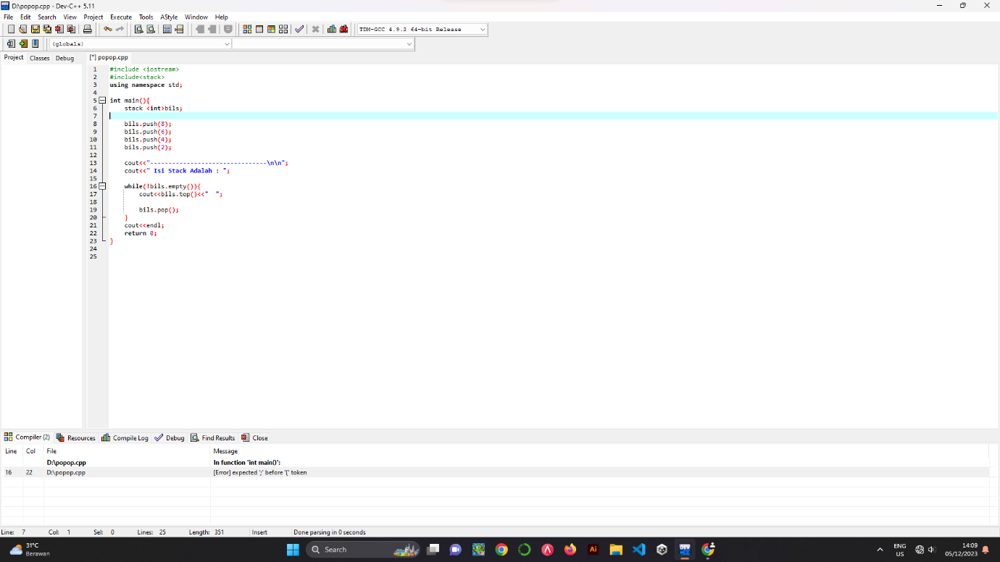 D:\popop.cpp - Dev-C++ 5.11
File Edit Search View Project Execute Tools AStyle Window Help
TDM-GCC 4.9.2 64-bit Release
(globals)
Project Classes Debug [*] popop.cpp
1 #include <iostream>
2 #include<stack>
3 using namespace std;
4
5 int main(){
6 stack <int>bils;
7
8 bils.push(8);
9 bils.push(6);
10 bils.push(4);
11 bils.push(2);
12
13 cout<<"--------------------------------\n\n";
14 cout<<" Isi Stack Adalah : ";
15
16 while(!bils.empty()){
17 cout<<bils.top()<<"  ";
18
19 bils.pop();
20 }
21 cout<<endl;
22 return 0;
23 }
24
25
Compiler (2) Resources Compile Log Debug Find Results Close
Line Col File Message
D:\popop.cpp In function 'int main()':
16 22 D:\popop.cpp [Error] expected ';' before '{' token
Line: 7 Col: 1 Sel: 0 Lines: 25 Length: 351 Insert Done parsing in 0 seconds
31°C
Berawan
Search
DEV
Ai
ENG
US
14:09
05/12/2023